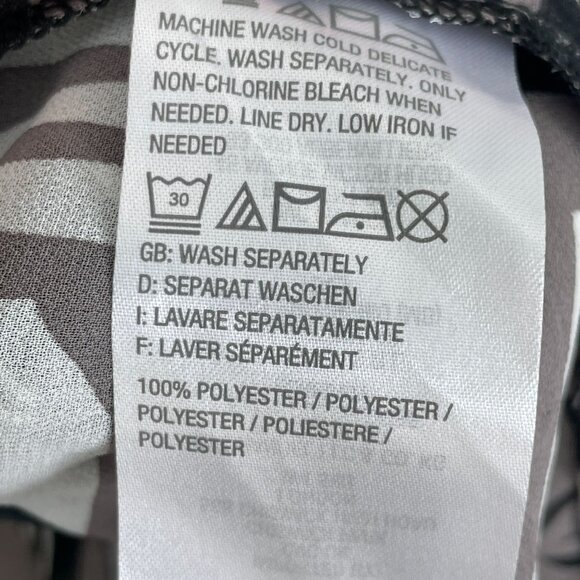 MACHINE WASH COLD DELICATE
CYCLE. WASH SEPARATELY. ONLY
NON-CHLORINE BLEACH WHEN
NEEDED. LINE DRY. LOW IRON IF
NEEDED
30
GB: WASH SEPARATELY
D: SEPARAT WASCHEN
I: LAVARE SEPARATAMENTE
F: LAVER SÉPARÉMENT
100% POLYESTER / POLYESTER /
POLYESTER / POLIESTERE /
POLYESTER